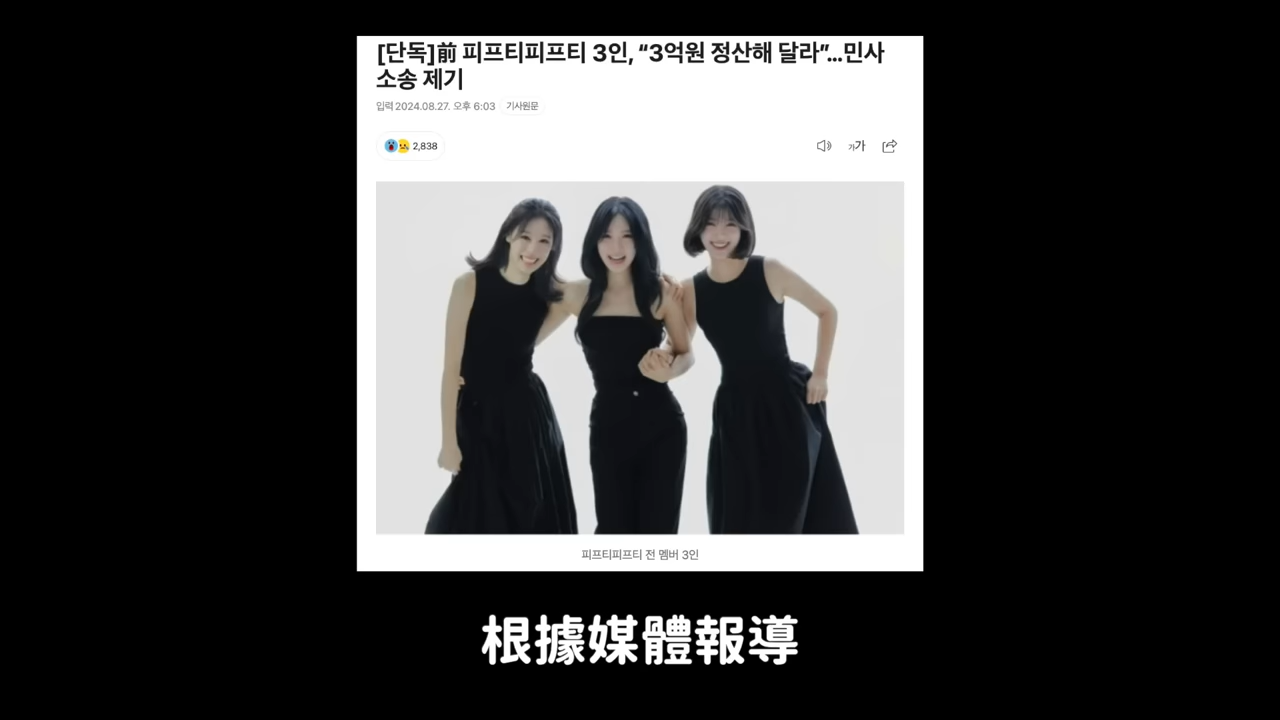 [단독]前 피프티피프티 3인, “3억원 정산해 달라”…민사
소송 제기
입력 2024.08.27. 오후 6:03 기사원문
2,838
가가
피프티피프티 전 멤버 3인
根據媒體報導